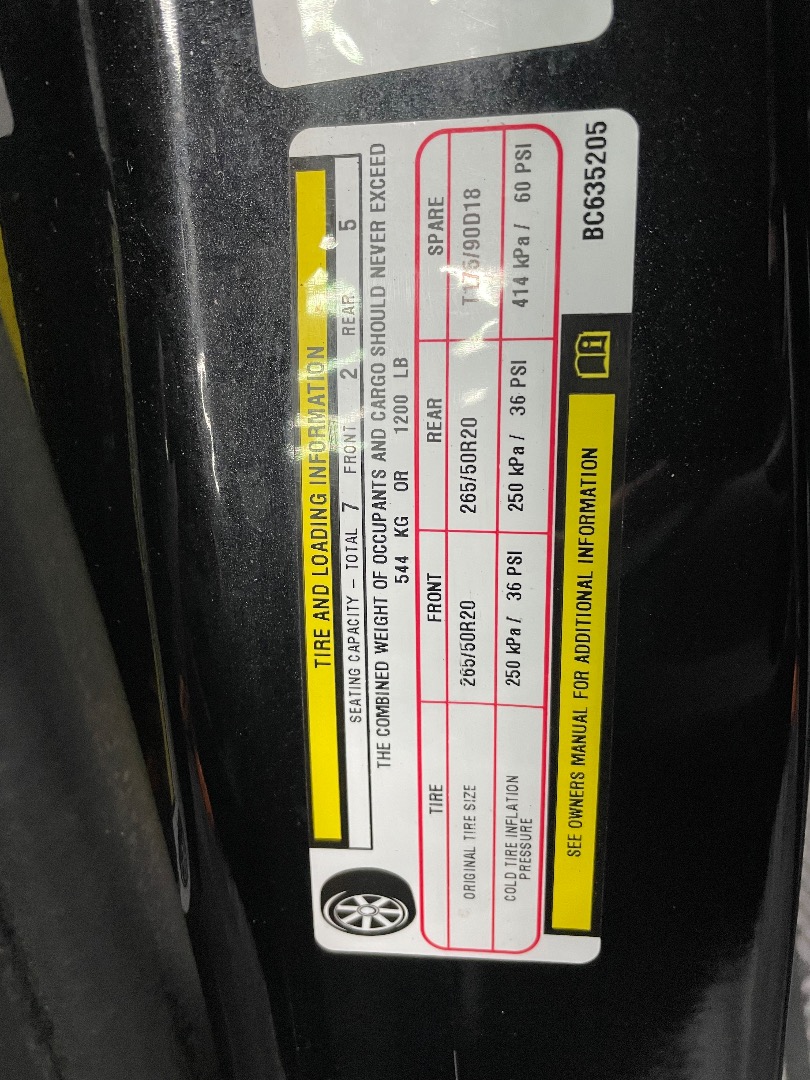 TIRE AND LOADING INFORMATION
SEATING CAPACITY – TOTAL 7 FRONT 2 REAR 5
THE COMBINED WEIGHT OF OCCUPANTS AND CARGO SHOULD NEVER EXCEED
544 KG OR 1200 LB
TIRE FRONT REAR SPARE
ORIGINAL TIRE SIZE 265/50R20 265/50R20 T175/90D18
COLD TIRE INFLATION PRESSURE 250 kPa / 36 PSI 250 kPa / 36 PSI 414 kPa / 60 PSI
SEE OWNERS MANUAL FOR ADDITIONAL INFORMATION
BC635205